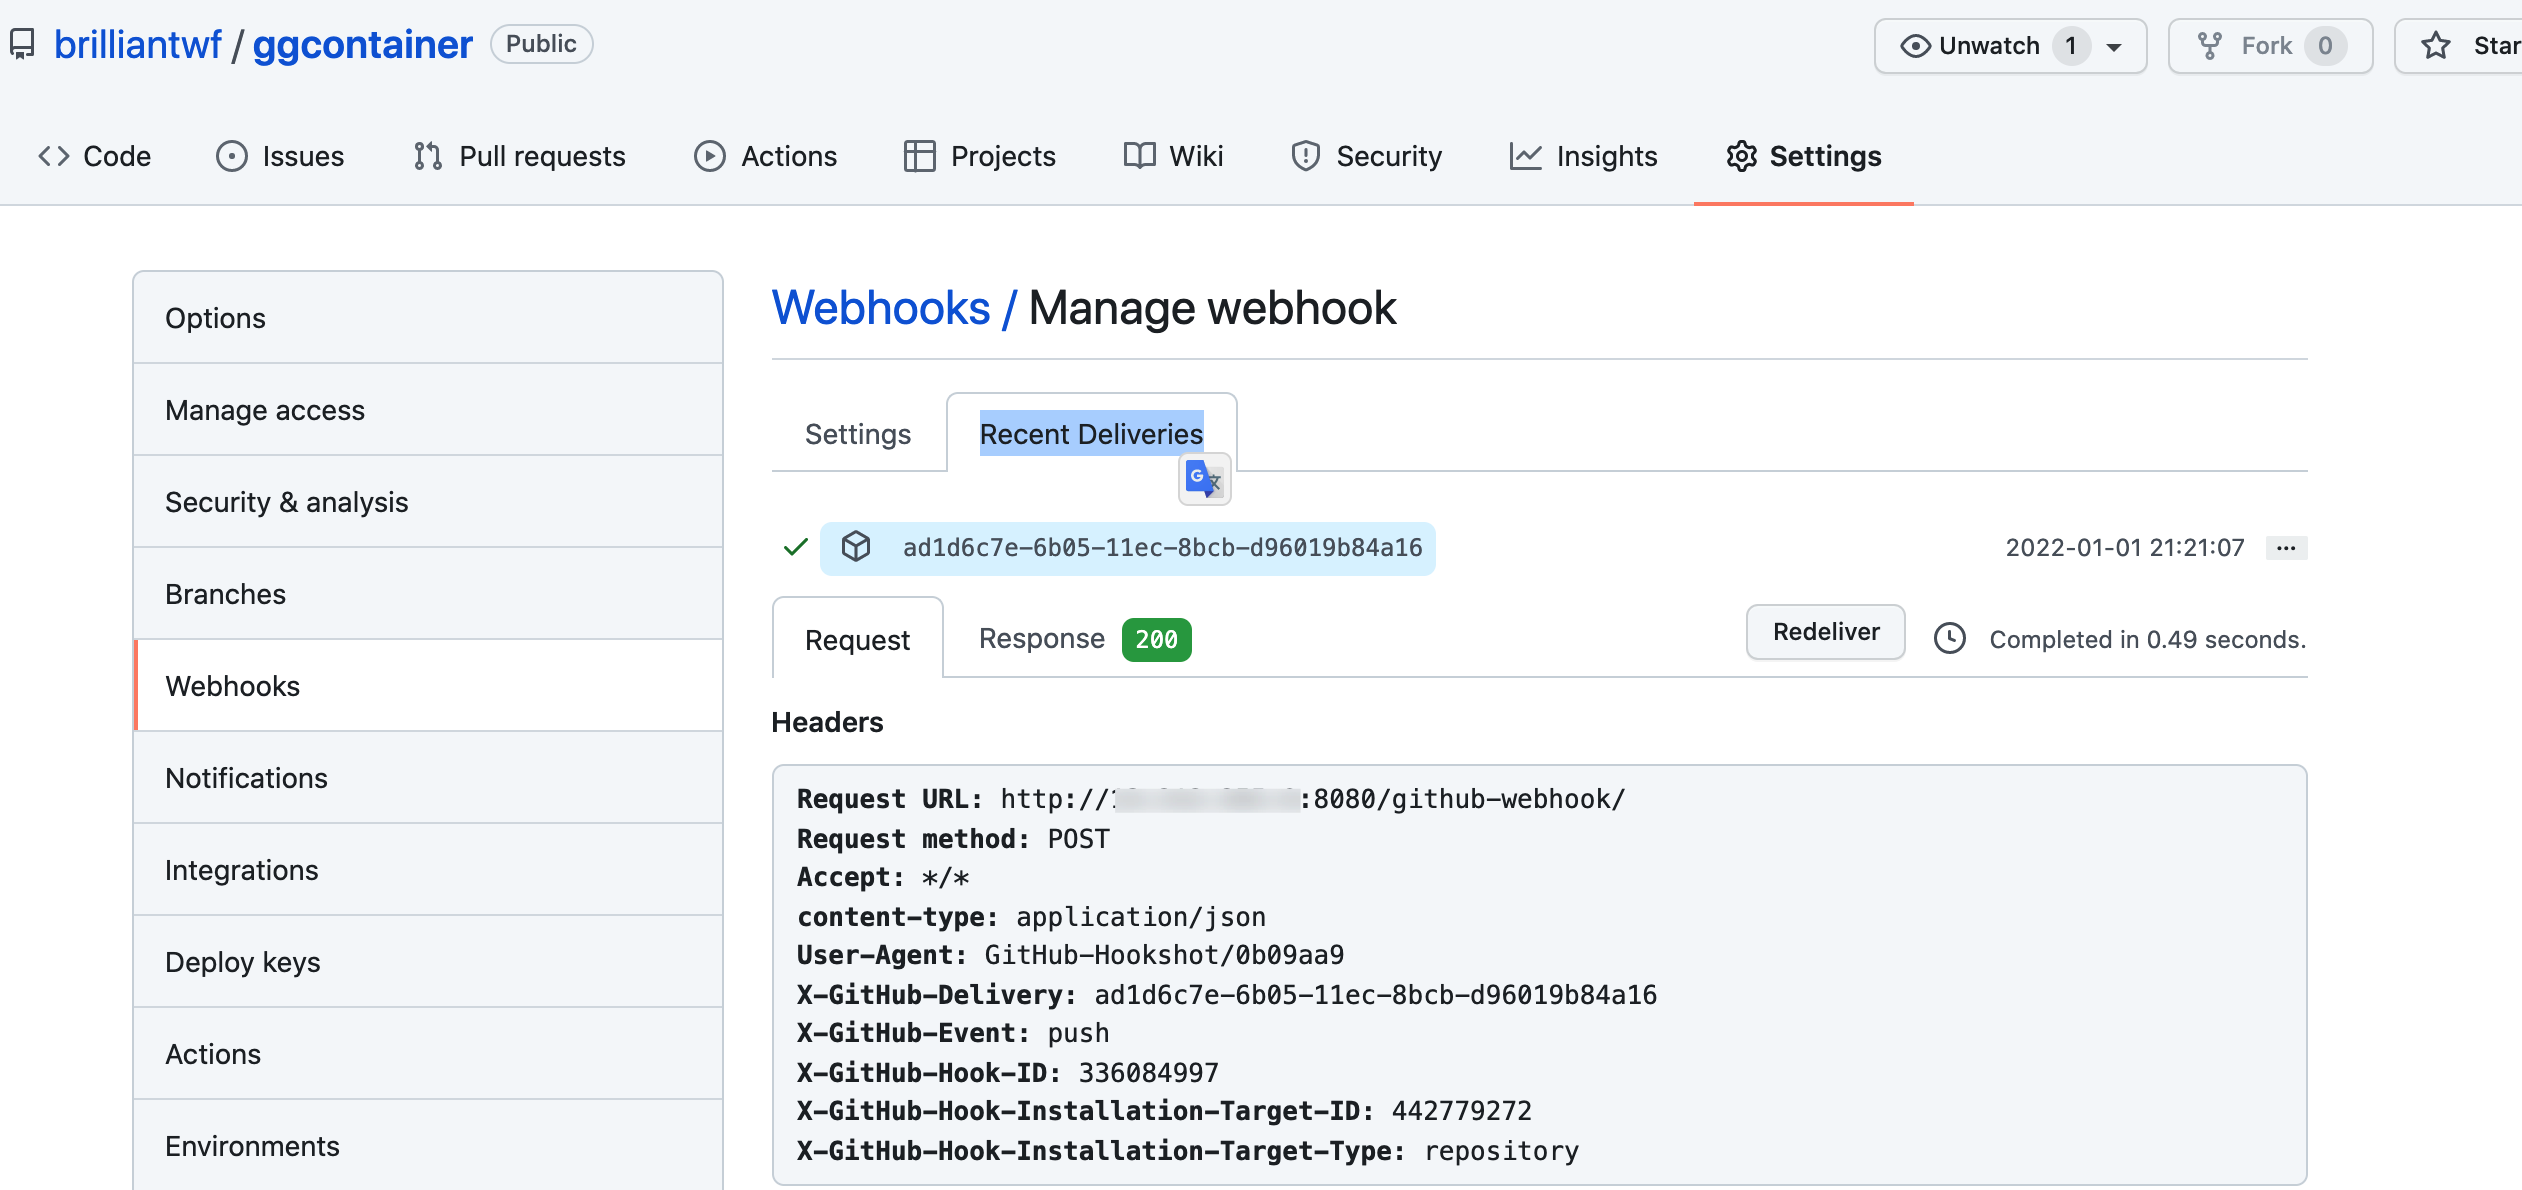 brilliantwf / ggcontainer Public Unwatch 1 Fork 0 Star
Code Issues Pull requests Actions Projects Wiki Security Insights Settings
Options
Manage access
Security & analysis
Branches
Webhooks
Notifications
Integrations
Deploy keys
Actions
Environments
Webhooks / Manage webhook
Settings Recent Deliveries
ad1d6c7e-6b05-11ec-8bcb-d96019b84a16 2022-01-01 21:21:07 ...
Request Response 200 Redeliver Completed in 0.49 seconds.
Headers
Request URL: http:// :8080/github-webhook/
Request method: POST
Accept: */*
content-type: application/json
User-Agent: GitHub-Hookshot/0b09aa9
X-GitHub-Delivery: ad1d6c7e-6b05-11ec-8bcb-d96019b84a16
X-GitHub-Event: push
X-GitHub-Hook-ID: 336084997
X-GitHub-Hook-Installation-Target-ID: 442779272
X-GitHub-Hook-Installation-Target-Type: repository